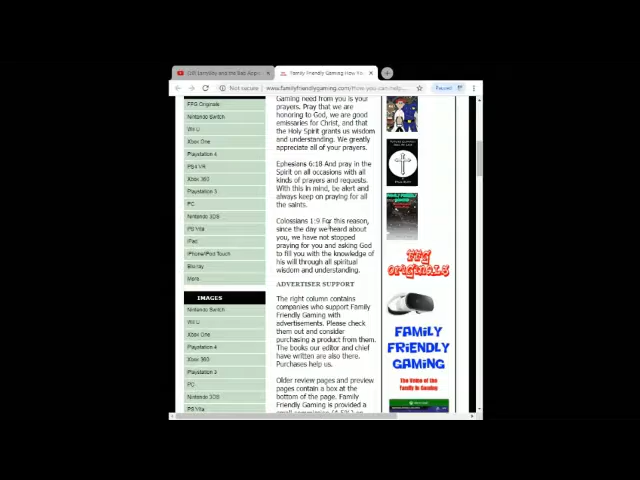 Family Friendly Gaming How Yo
Not secure
www.familyfriendlygaming.com/How-you-can-help
Paused
FFG Originals
Nintendo Switch
Wii U
Xbox One
Playstation 4
PS4 VR
Xbox 360
Playstation 3
PC
Nintendo 3DS
PS Vita
iPad
iPhone/iPod Touch
Blu-ray
More
IMAGES
Nintendo Switch
Wii U
Xbox One
Playstation 4
Xbox 360
Playstation 3
PC
Nintendo 3DS
PS Vita
Gaming need from you is your
prayers. Pray that we are
honoring to God, we are good
emissaries for Christ, and that
the Holy Spirit grants us wisdom
and understanding. We greatly
appreciate all of your prayers.
Ephesians 6:18 And pray in the
Spirit on all occasions with all
kinds of prayers and requests.
With this in mind, be alert and
always keep on praying for all
the saints.
Colossians 1:9 For this reason,
since the day we heard about
you, we have not stopped
praying for you and asking God
to fill you with the knowledge of
his will through all spiritual
wisdom and understanding.
ADVERTISER SUPPORT
The right column contains
companies who support Family
Friendly Gaming with
advertisements. Please check
them out and consider
purchasing a product from them.
The books our editor and chief
have written are also there.
Purchases help us.
Older review pages and preview
pages contain a box at the
bottom of the page. Family
Friendly Gaming is provided a
FFG
ORIGINALS
FAMILY
FRIENDLY
GAMING
The Voice of the
Family in Gaming